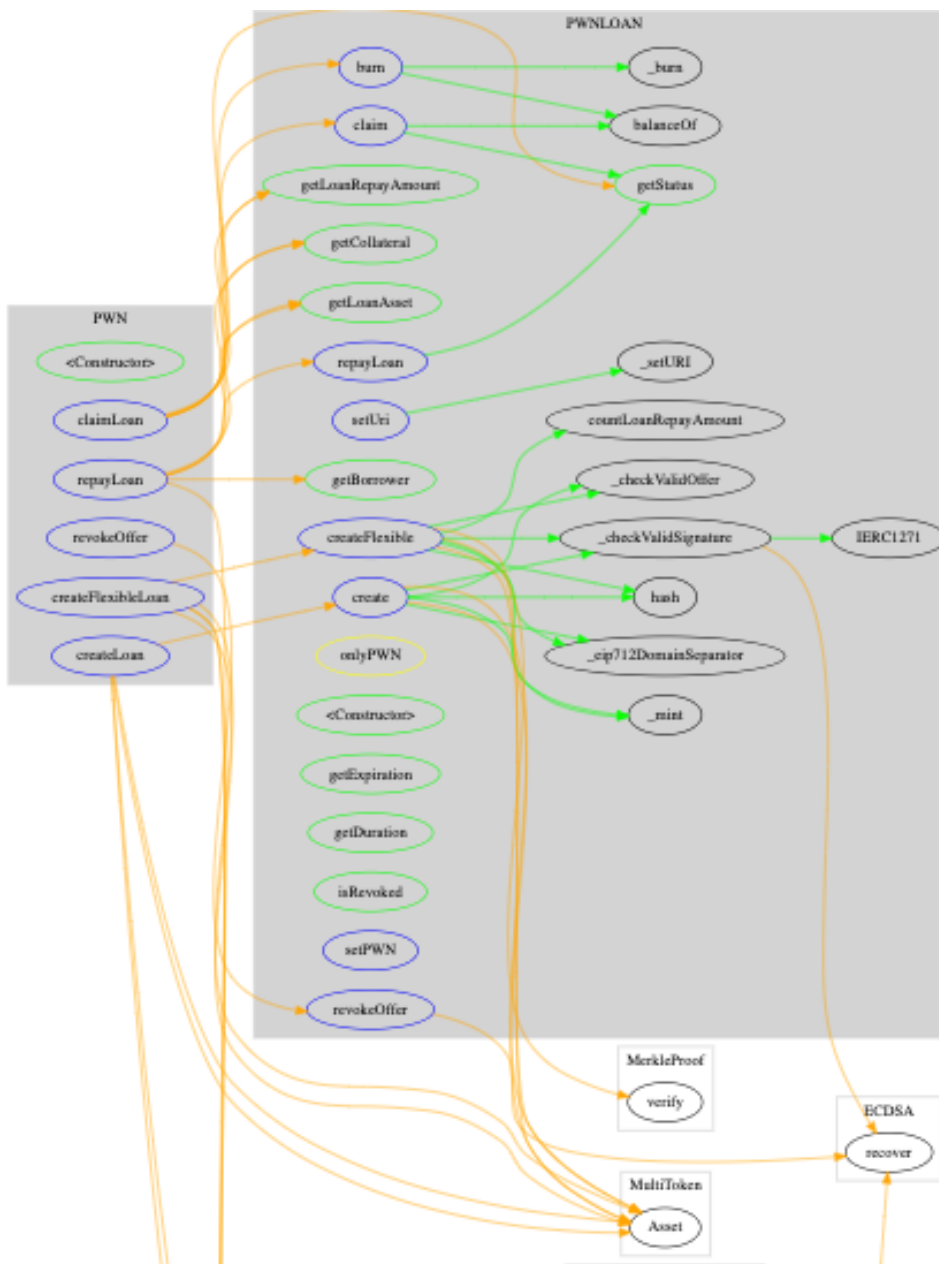 PWNLOAN
burn
_burn
claim
balanceOf
getLoanRepayAmount
getStatus
getCollateral
getLoanAsset
PWN
<Constructor>
repayLoan
_setURI
claimLoan
setUri
countLoanRepayAmount
repayLoan
getBorrower
_checkValidOffer
revokeOffer
createFlexible
_checkValidSignature
IERC1271
createFlexibleLoan
create
hash
createLoan
onlyPWN
_eip712DomainSeparator
<Constructor>
_mint
getExpiration
getDuration
isRevoked
setPWN
revokeOffer
MerkleProof
verify
ECDSA
recover
MultiToken
Asset